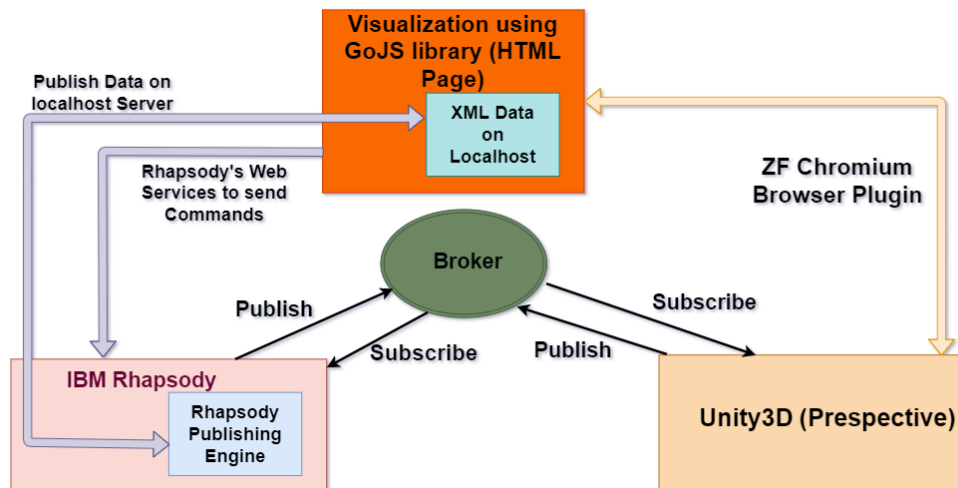 Visualization using
GoJS library (HTML
Page)
Publish Data on
localhost Server
XML Data
on
Localhost
Rhapsody's Web
Services to send
Commands
ZF Chromium
Browser Plugin
Broker
Publish
Subscribe
Subscribe
Publish
IBM Rhapsody
Rhapsody
Publishing
Engine
Unity3D (Prespective)